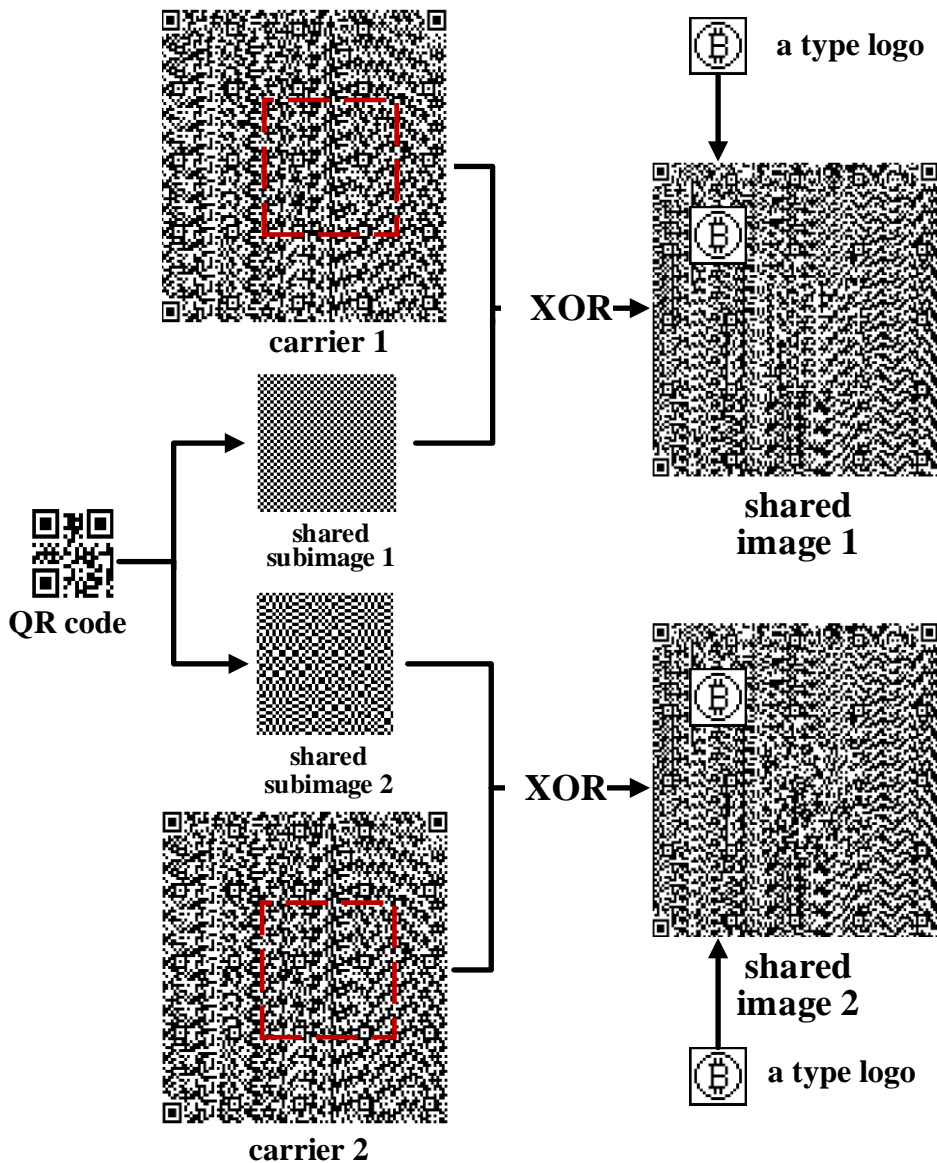 a type logo
carrier 1
XOR
shared
image 1
shared
subimage 1
QR code
shared
subimage 2
XOR
shared
image 2
a type logo
carrier 2